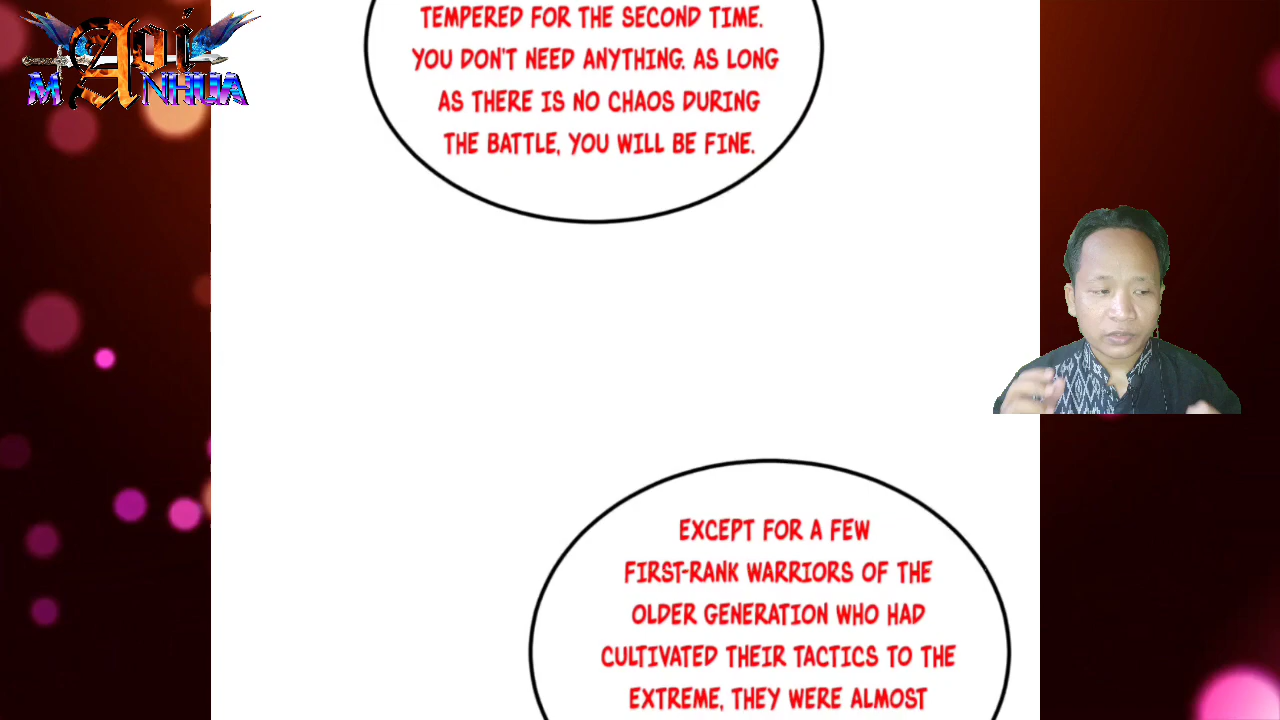 Aoi
MANHUA
TEMPERED FOR THE SECOND TIME.
YOU DON'T NEED ANYTHING. AS LONG
AS THERE IS NO CHAOS DURING
THE BATTLE, YOU WILL BE FINE.
EXCEPT FOR A FEW
FIRST-RANK WARRIORS OF THE
OLDER GENERATION WHO HAD
CULTIVATED THEIR TACTICS TO THE
EXTREME, THEY WERE ALMOST